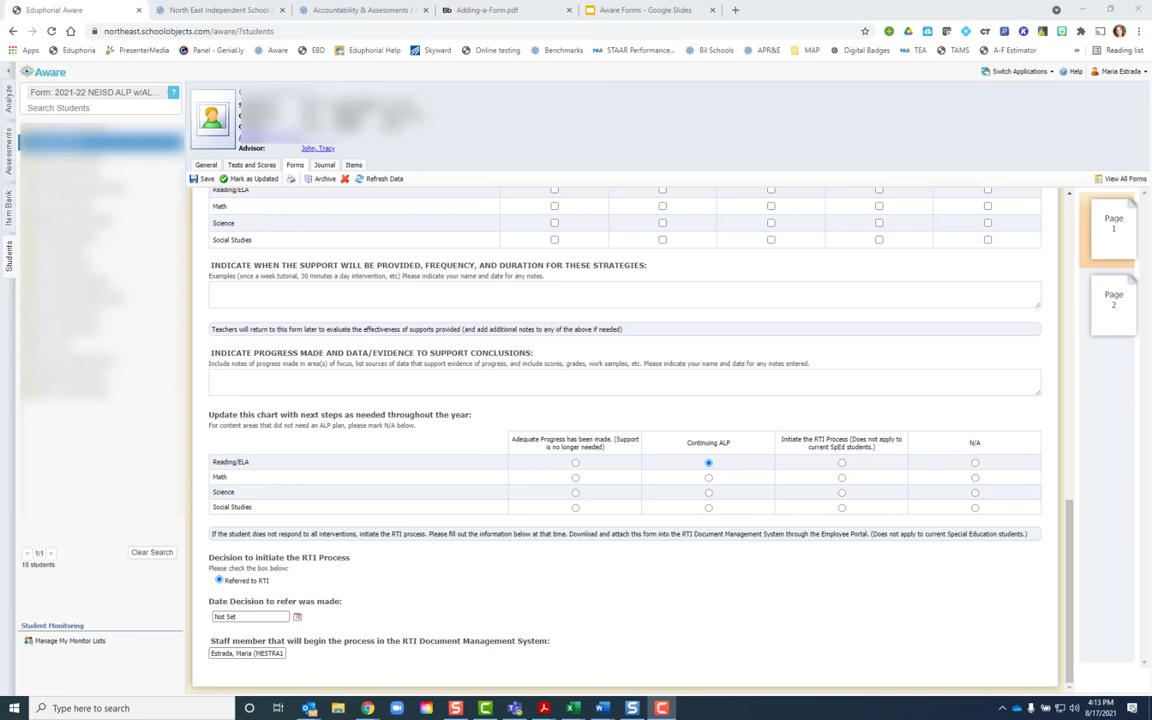 Eduphorial Aware
North East Independent School D
Accountability & Assessments / A
Adding-a-Form.pdf
Aware Forms - Google Slides
northeast.schoolobjects.com/aware/?students
Apps Euphoria PresenterMedia Panel - Genial.ly Aware EBD Eduphoria! Help Skyward Online testing Benchmarks STAAR Performance... Bil Schools APR&E MAP Digital Badges TEA TAMS A-F Estimator Reading list
Aware
Switch Applications Help Maria Estrada
Analyze
Assessments
Item Bank
Students
Form: 2021-22 NEISD ALP w/AL... ?
Search Students
Advisor: John, Tracy
General Tests and Scores Forms Journal Items
Save Mark as Updated Archive Refresh Data View All Forms
Reading/ELA
Math
Science
Social Studies
INDICATE WHEN THE SUPPORT WILL BE PROVIDED, FREQUENCY, AND DURATION FOR THESE STRATEGIES:
Examples (once a week tutorial, 30 minutes a day intervention, etc) Please indicate your name and date for any notes.
Teachers will return to this form later to evaluate the effectiveness of supports provided (and add additional notes to any of the above if needed)
INDICATE PROGRESS MADE AND DATA/EVIDENCE TO SUPPORT CONCLUSIONS:
Include notes of progress made in area(s) of focus, list sources of data that support evidence of progress, and include scores, grades, work samples, etc. Please indicate your name and date for any notes entered.
Update this chart with next steps as needed throughout the year:
For content areas that did not need an ALP plan, please mark N/A below.
Adequate Progress has been made. (Support is no longer needed) Continuing ALP Initiate the RTI Process (Does not apply to current SpEd students.) N/A
Reading/ELA
Math
Science
Social Studies
If the student does not respond to all interventions, initiate the RTI process. Please fill out the information below at that time. Download and attach this form into the RTI Document Management System through the Employee Portal. (Does not apply to current Special Education students.)
Decision to initiate the RTI Process
Please check the box below:
Referred to RTI
Date Decision to refer was made:
Not Set
Staff member that will begin the process in the RTI Document Management System:
Estrada, Maria (MESTRA1
Page
1
Page
2
< 1/1 > Clear Search
18 students
Student Monitoring
Manage My Monitor Lists
Type here to search
4:13 PM
8/17/2021